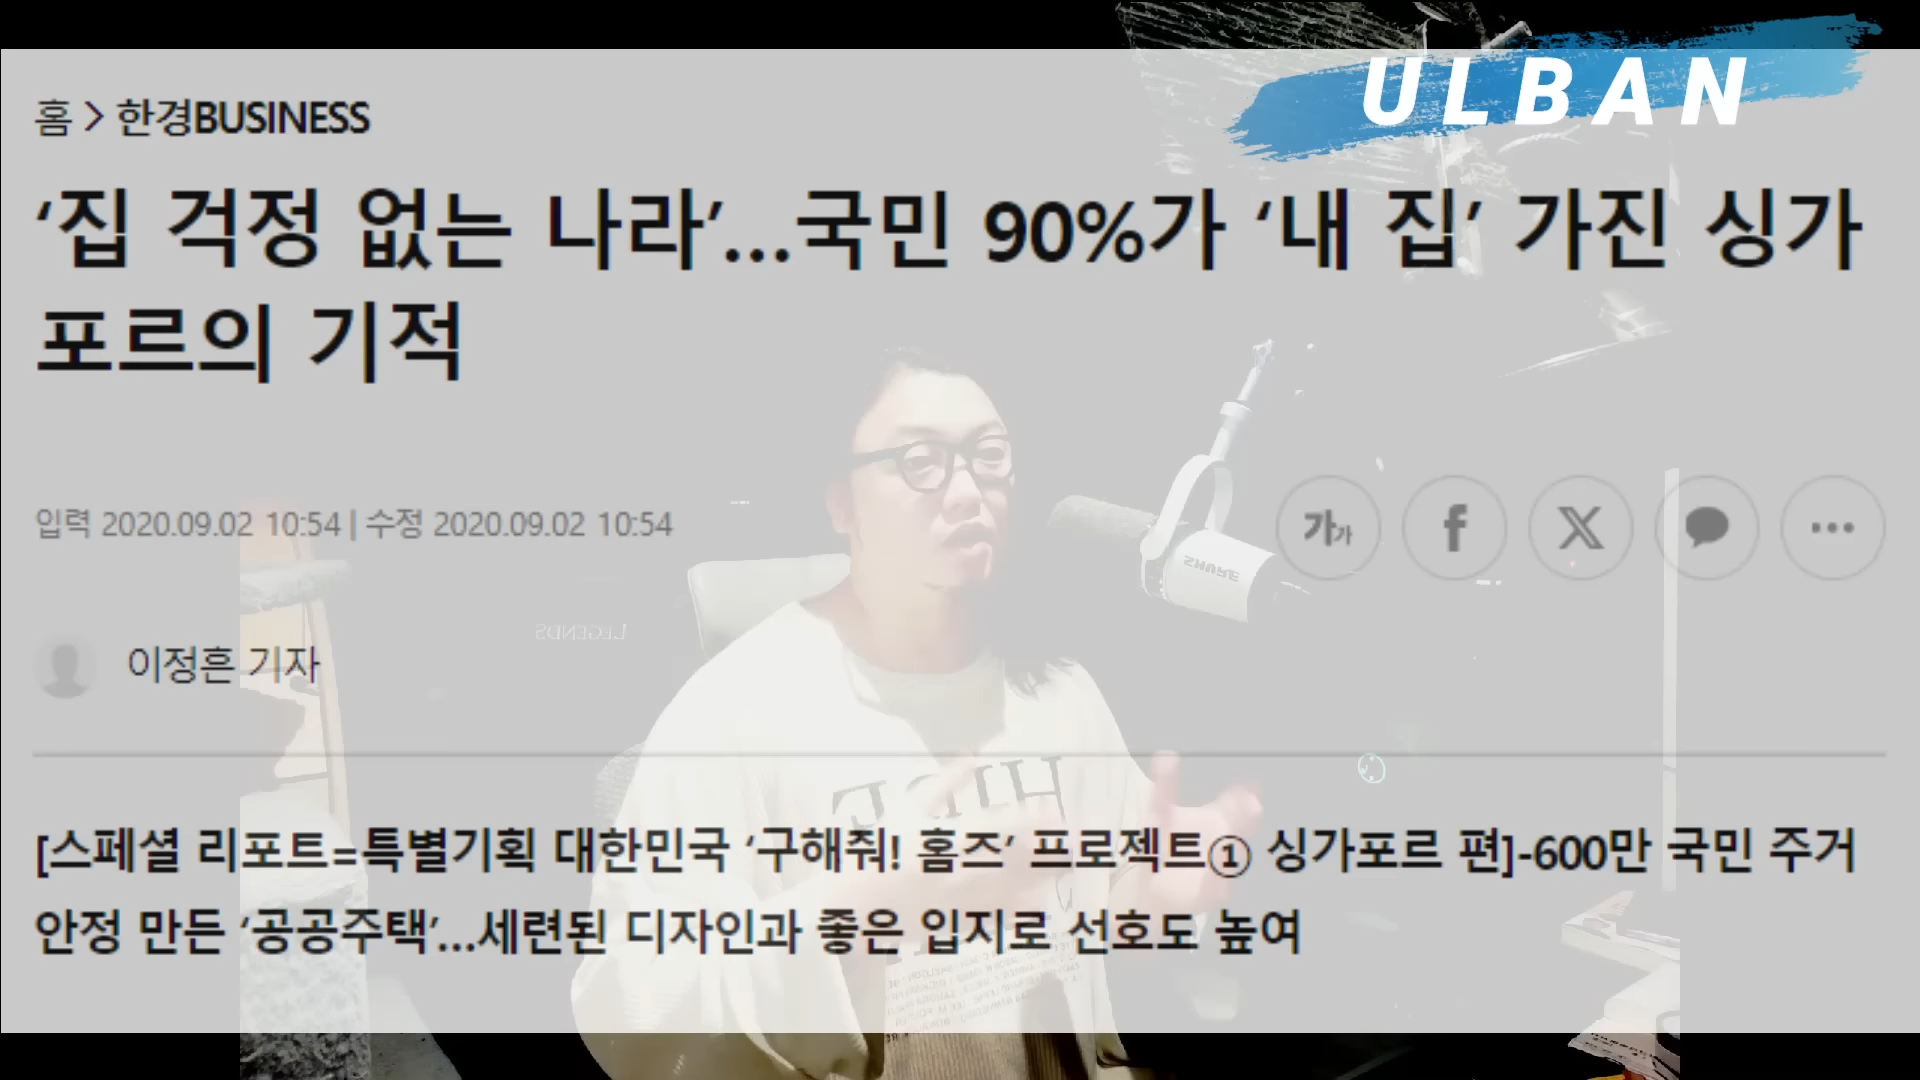 ULBAN
홈 > 한경BUSINESS
‘집 걱정 없는 나라’...국민 90%가 ‘내 집’ 가진 싱가
포르의 기적
입력 2020.09.02 10:54 | 수정 2020.09.02 10:54
가가
이정흔 기자
SHURE
LEGENDS
[스페셜 리포트=특별기획 대한민국 ‘구해줘! 홈즈’ 프로젝트① 싱가포르 편]-600만 국민 주거
안정 만든 ‘공공주택’...세련된 디자인과 좋은 입지로 선호도 높여